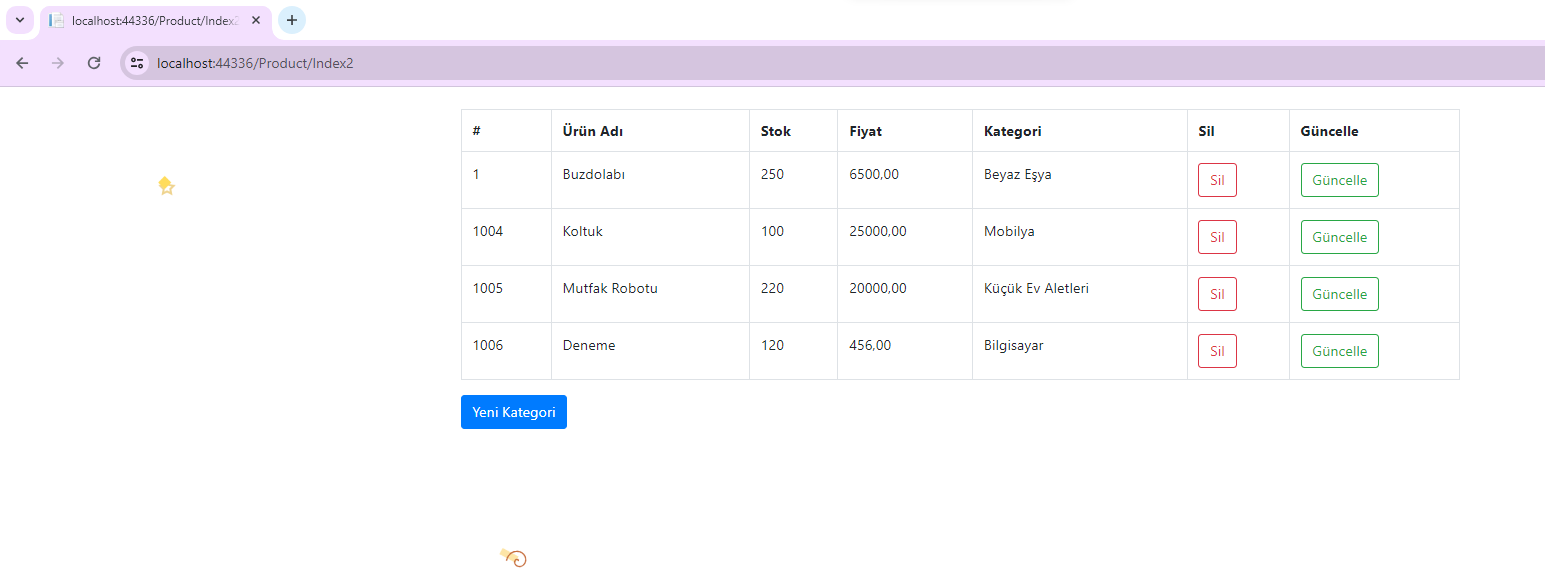 localhost:44336/Product/Index2
localhost:44336/Product/Index2
# Ürün Adı Stok Fiyat Kategori Sil Güncelle
1 Buzdolabı 250 6500,00 Beyaz Eşya Sil Güncelle
1004 Koltuk 100 25000,00 Mobilya Sil Güncelle
1005 Mutfak Robotu 220 20000,00 Küçük Ev Aletleri Sil Güncelle
1006 Deneme 120 456,00 Bilgisayar Sil Güncelle
Yeni Kategori